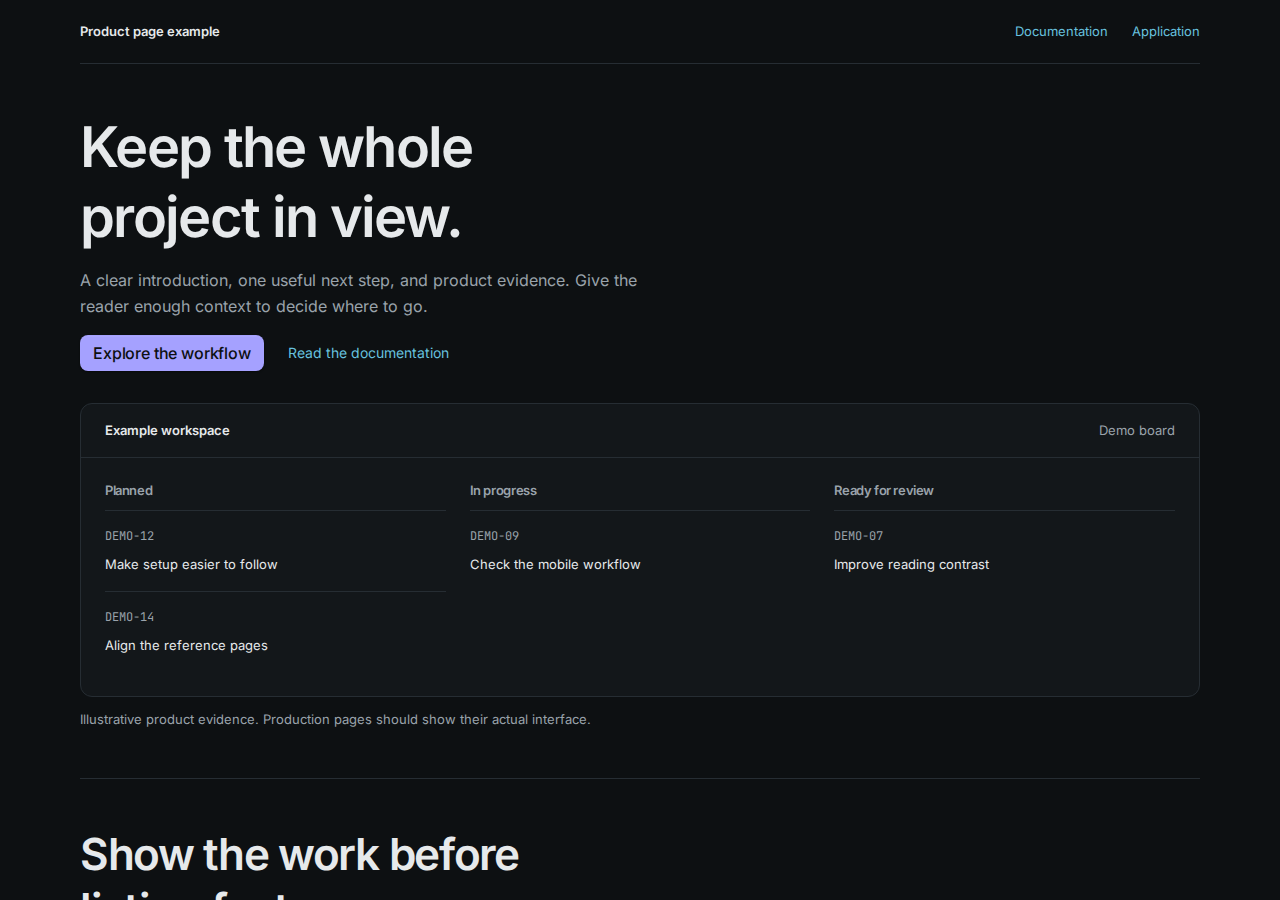 Product page example
Documentation
Application
Keep the whole
project in view.
A clear introduction, one useful next step, and product evidence. Give the
reader enough context to decide where to go.
Explore the workflow
Read the documentation
Example workspace
Demo board
Planned
In progress
Ready for review
DEMO-12
DEMO-09
DEMO-07
Make setup easier to follow
Check the mobile workflow
Improve reading contrast
DEMO-14
Align the reference pages
Illustrative product evidence. Production pages should show their actual interface.
Show the work before